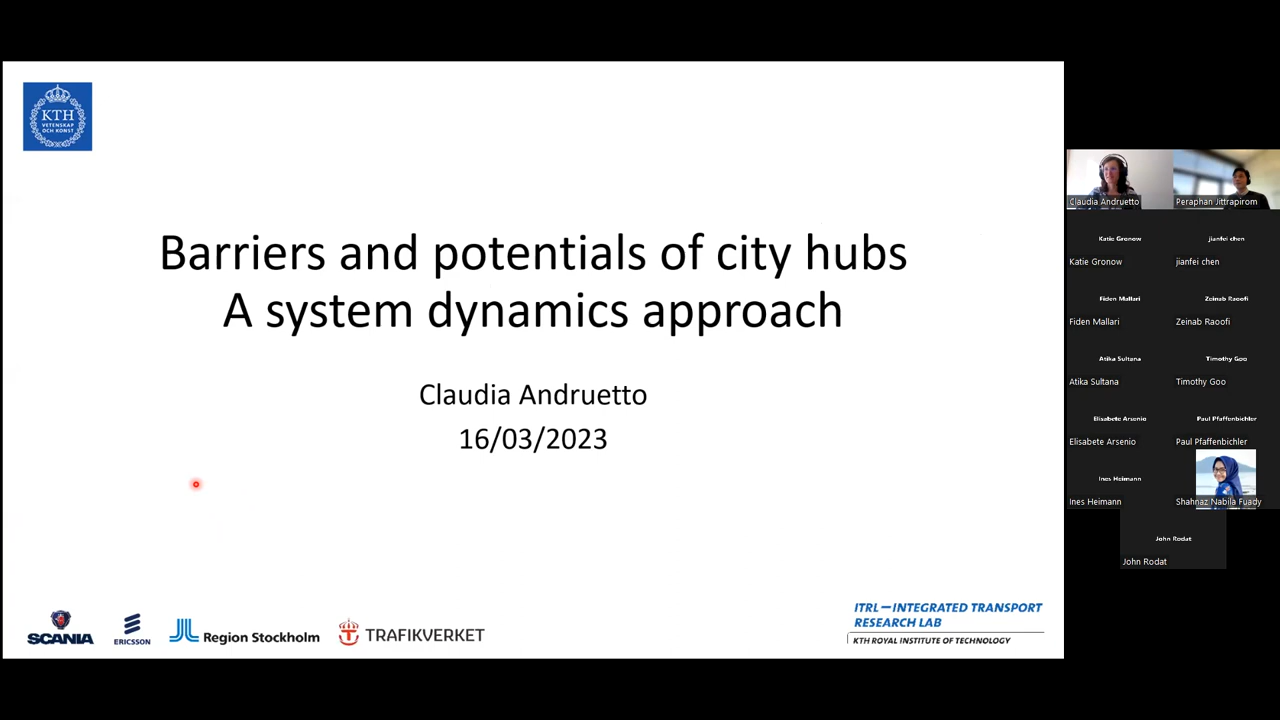 KTH
VETENSKAP
OCH KONST
Barriers and potentials of city hubs
A system dynamics approach
Claudia Andruetto
16/03/2023
SCANIA
ERICSSON
Region Stockholm
TRAFIKVERKET
ITRL – INTEGRATED TRANSPORT
RESEARCH LAB
KTH ROYAL INSTITUTE OF TECHNOLOGY
Claudia Andruetto
Peraphan Jittrapirom
Katie Gronow
Katie Gronow
jianfei chen
jianfei chen
Fiden Mallari
Fiden Mallari
Zeinab Raoofi
Zeinab Raoofi
Atika Sultana
Atika Sultana
Timothy Goo
Timothy Goo
Elisabete Arsenio
Elisabete Arsenio
Paul Pfaffenbichler
Paul Pfaffenbichler
Ines Heimann
Ines Heimann
Shahnaz Nabila Fuady
John Rodat
John Rodat